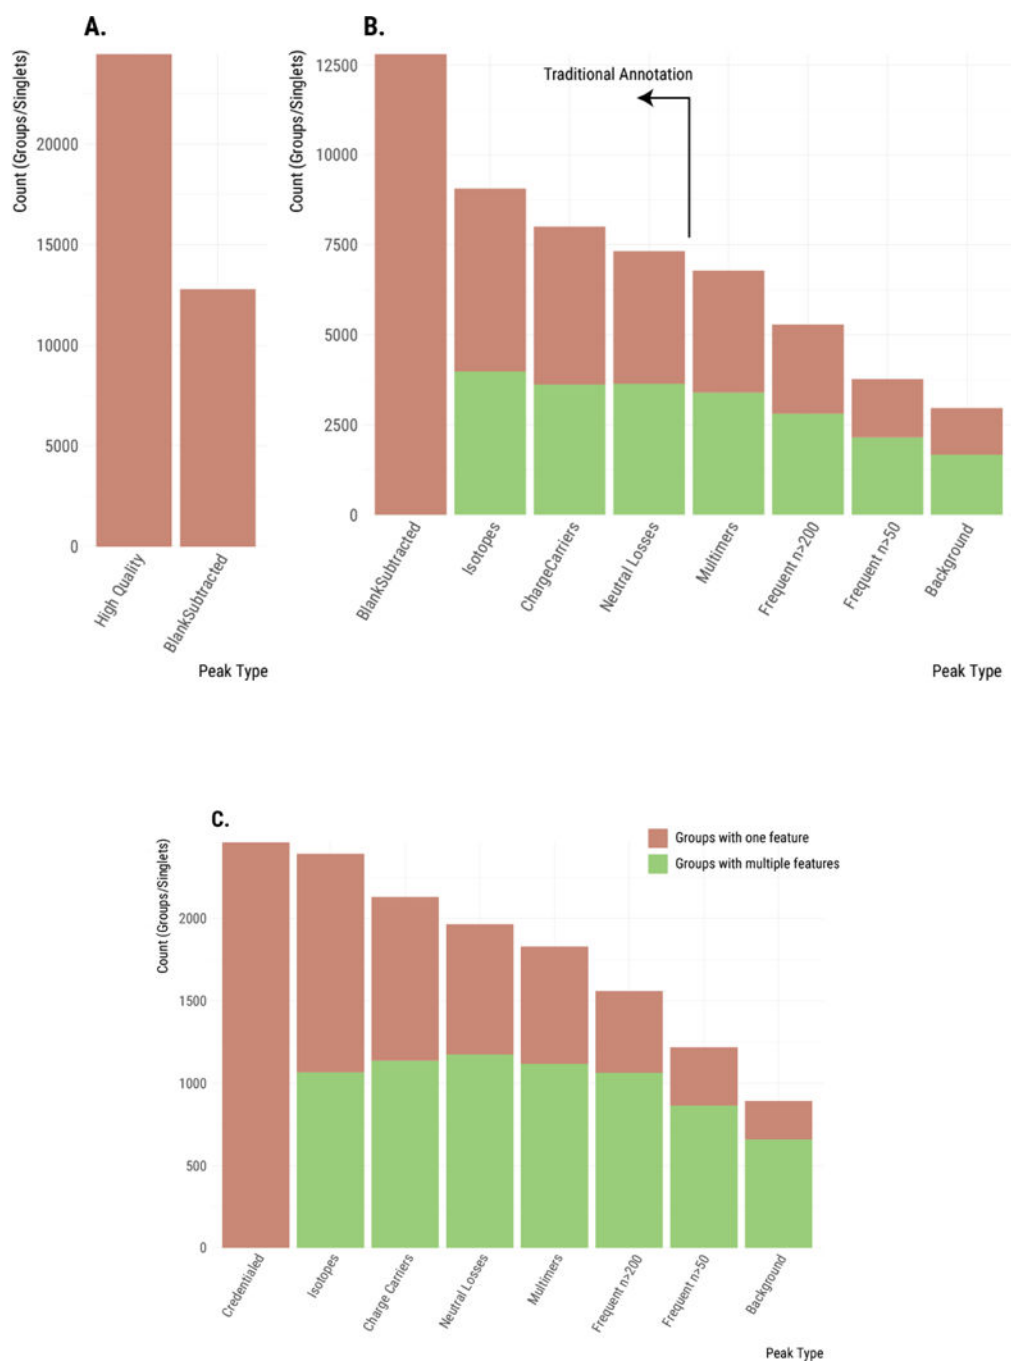 A.
Count (Groups/Singlets)
20000
15000
10000
5000
0
High Quality
BlankSubtracted
Peak Type
B.
Count (Groups/Singlets)
12500
10000
7500
5000
2500
0
Traditional Annotation
BlankSubtracted
Isotopes
ChargeCarriers
Neutral Losses
Multimers
Frequent n>200
Frequent n>50
Background
Peak Type
C.
Groups with one feature
Groups with multiple features
Count (Groups/Singlets)
2000
1500
1000
500
0
Credentialed
Isotopes
Charge Carriers
Neutral Losses
Multimers
Frequent n>200
Frequent n>50
Background
Peak Type